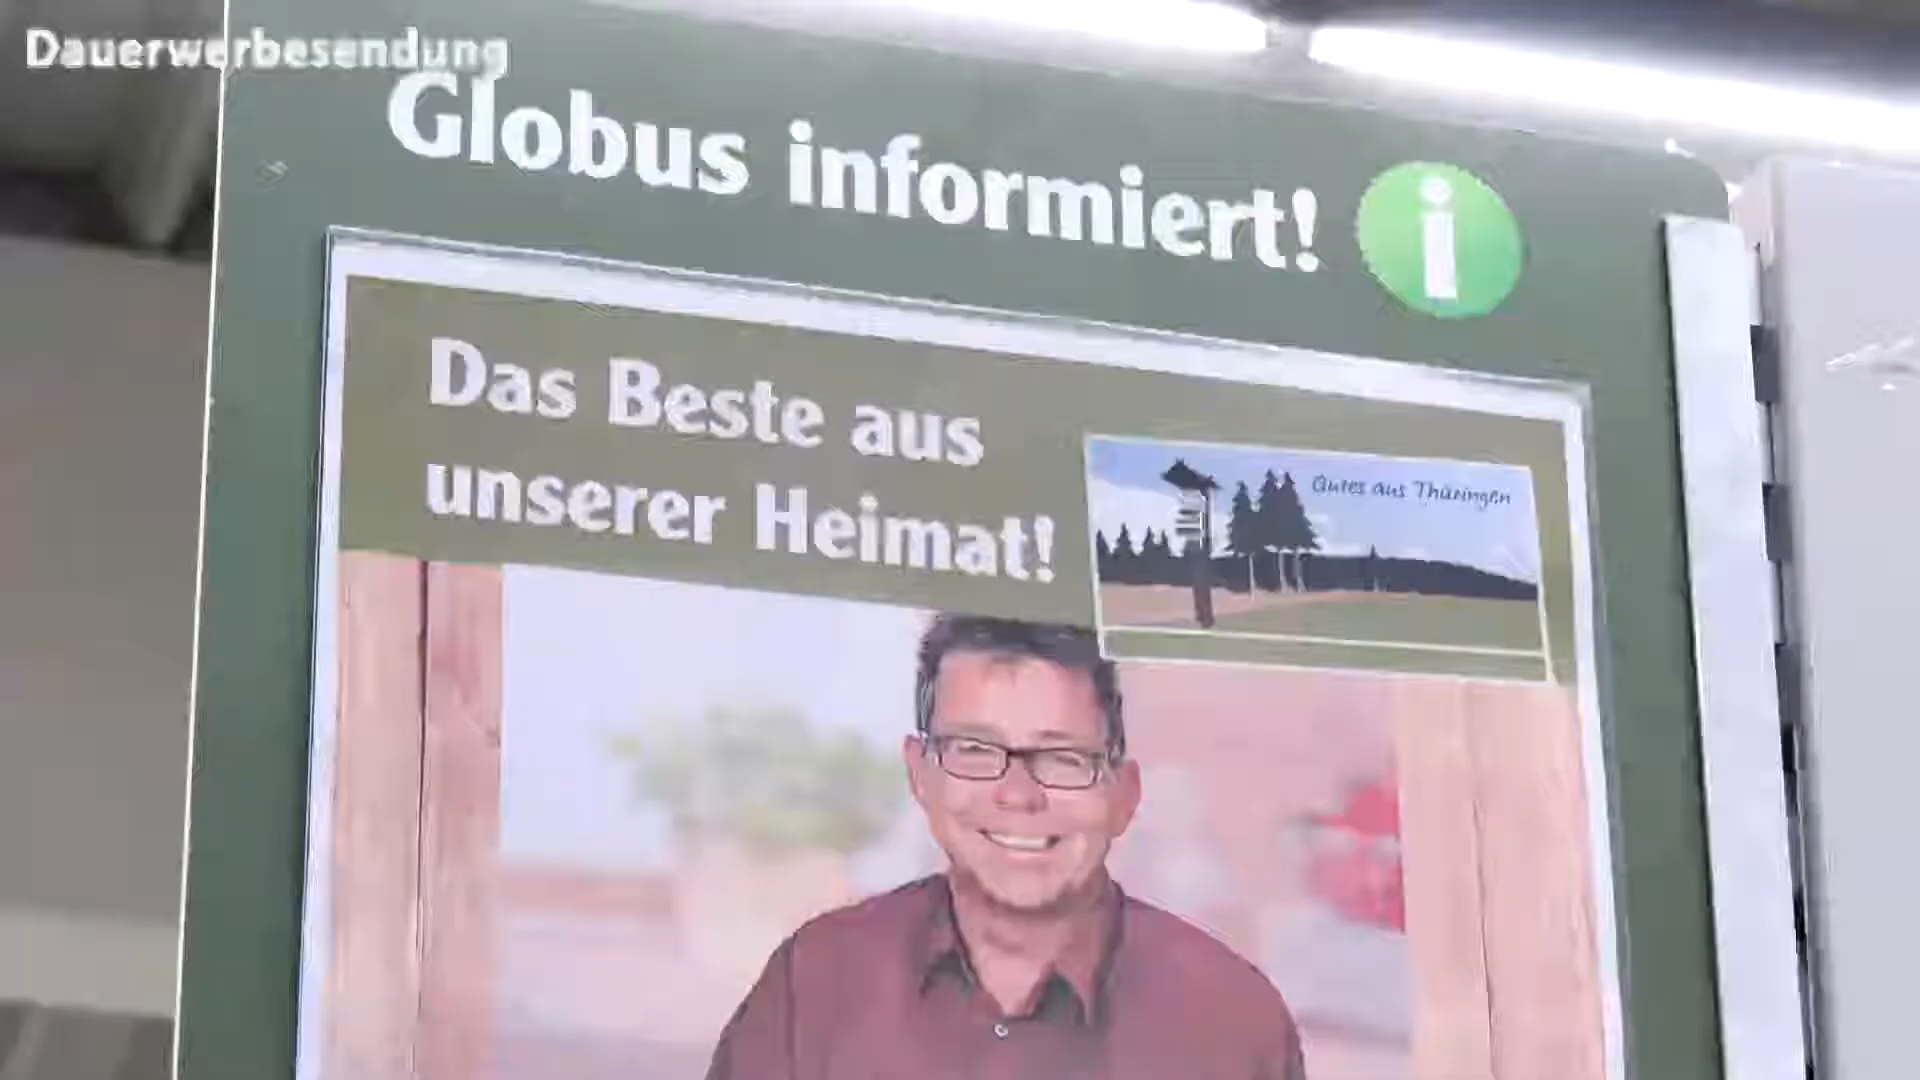 Dauerwerbesendung
Globus informiert!
i
Das Beste aus
unserer Heimat!
Gutes aus Thüringen